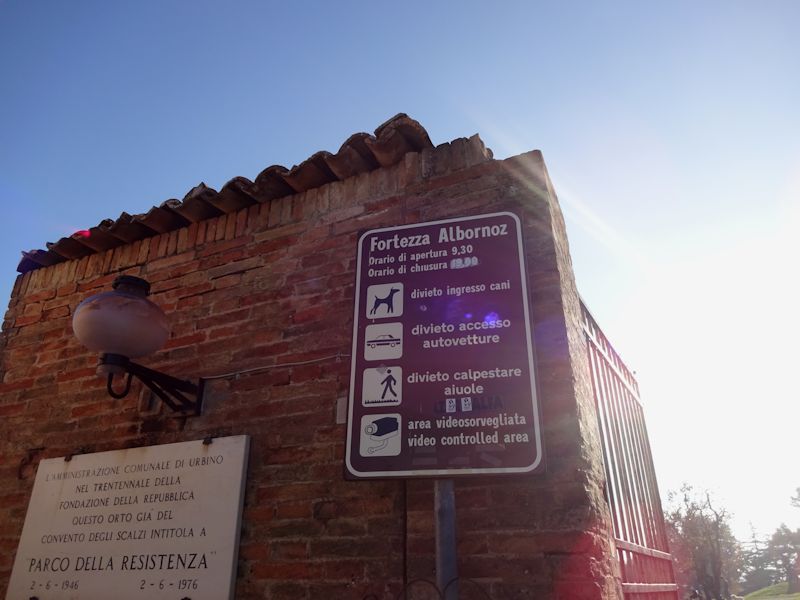 Fortezza Albornoz
Orario di apertura 9,30
Orario di chiusura
divieto ingresso cani
divieto accesso
autovetture
divieto calpestare
aiuole
area videosorvegliata
video controlled area
L'AMMINISTRAZIONE COMUNALE DI URBINO
NEL TRENTENNALE DELLA
FONDAZIONE DELLA REPUBBLICA
QUESTO ORTO GIA' DEL
CONVENTO DEGLI SCALZI INTITOLA A
"PARCO DELLA RESISTENZA"
2-6-1946 2-6-1976